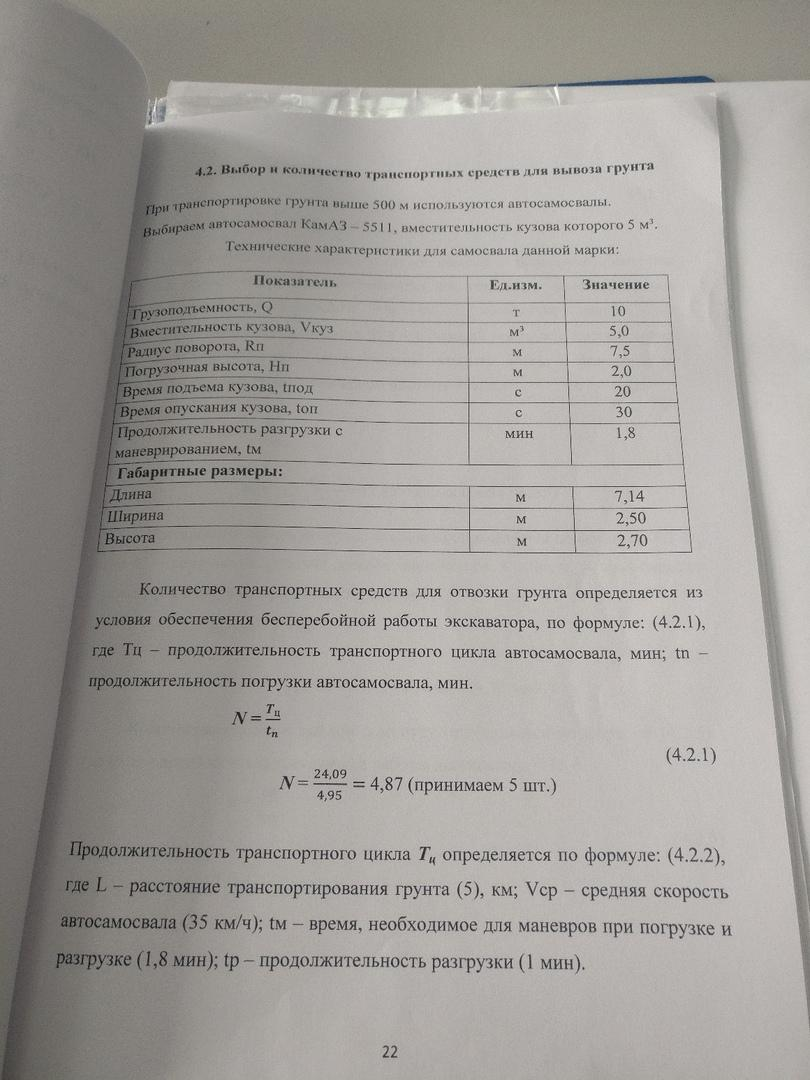 4.2. Выбор и количество транспортных средств для вывоза грунта
При транспортировке грунта выше 500 м используются автосамосвалы.
Выбираем автосамосвал КамАЗ – 5511, вместительность кузова которого 5 м³.
Технические характеристики для самосвала данной марки:
Показатель Ед.изм. Значение
Грузоподъемность, Q т 10
Вместительность кузова, Vкуз м³ 5,0
Радиус поворота, Rп м 7,5
Погрузочная высота, Нп м 2,0
Время подъема кузова, tпод с 20
Время опускания кузова, tоп с 30
Продолжительность разгрузки с мин 1,8
маневрированием, tм
Габаритные размеры:
Длина м 7,14
Ширина м 2,50
Высота м 2,70
Количество транспортных средств для отвозки грунта определяется из
условия обеспечения бесперебойной работы экскаватора, по формуле: (4.2.1),
где Тц – продолжительность транспортного цикла автосамосвала, мин; tп –
продолжительность погрузки автосамосвала, мин.
N = Tц / tп
(4.2.1)
N = 24,09 / 4,95 = 4,87 (принимаем 5 шт.)
Продолжительность транспортного цикла Tц определяется по формуле: (4.2.2),
где L – расстояние транспортирования грунта (5), км; Vср – средняя скорость
автосамосвала (35 км/ч); tм – время, необходимое для маневров при погрузке и
разгрузке (1,8 мин); tр – продолжительность разгрузки (1 мин).
22